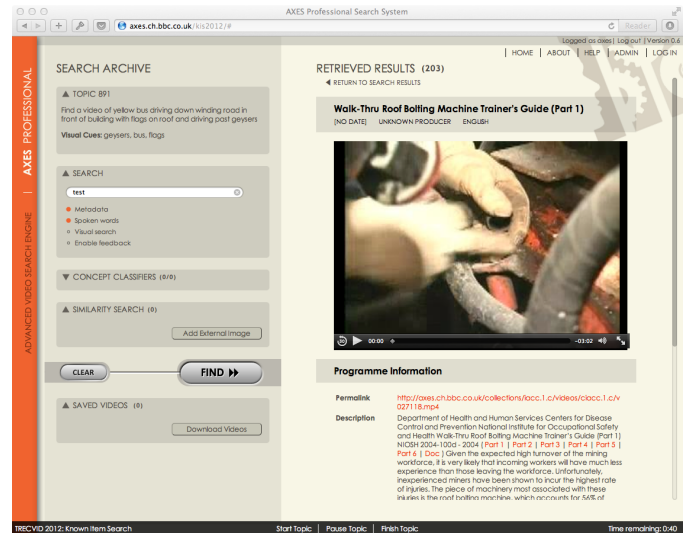 AXES Professional Search System
axes.ch.bbc.co.uk/kis2012/#
Reader
Logged as axes | Log out | Version 0.6
HOME | ABOUT | HELP | ADMIN | LOG IN
ADVANCED VIDEO SEARCH ENGINE | AXES PROFESSIONAL
SEARCH ARCHIVE
TOPIC 891
Find a video of yellow bus driving down winding road in
front of building with flags on roof and driving past geysers
Visual Cues: geysers, bus, flags
SEARCH
test
Metadata
Spoken words
Visual search
Enable feedback
CONCEPT CLASSIFIERS (0/0)
SIMILARITY SEARCH (0)
Add External Image
CLEAR
FIND
SAVED VIDEOS (0)
Download Videos
RETRIEVED RESULTS (203)
RETURN TO SEARCH RESULTS
Walk-Thru Roof Bolting Machine Trainer's Guide (Part 1)
[NO DATE] UNKNOWN PRODUCER ENGLISH
30
00:00
-03:02
Programme Information
Permalink
http://axes.ch.bbc.co.uk/collections/iacc.1.c/videos/ciacc.1.c/v
027118.mp4
Description
Department of Health and Human Services Centers for Disease
Control and Prevention National Institute for Occupational Safety
and Health Walk-Thru Roof Bolting Machine Trainer's Guide (Part 1)
NIOSH 2004-100d - 2004 ( Part 1 | Part 2 | Part 3 | Part 4 | Part 5 |
Part 6 | Doc ) Given the expected high turnover of the mining
workforce, it is very likely that incoming workers will have much less
experience than those leaving the workforce. Unfortunately,
inexperienced miners have been shown to incur the highest rate
of injuries. The piece of machinery most associated with these
injuries is the roof bolting machine, which accounts for 56% of
TRECVID 2012: Known Item Search
Start Topic | Pause Topic | Finish Topic
Time remaining: 0:40